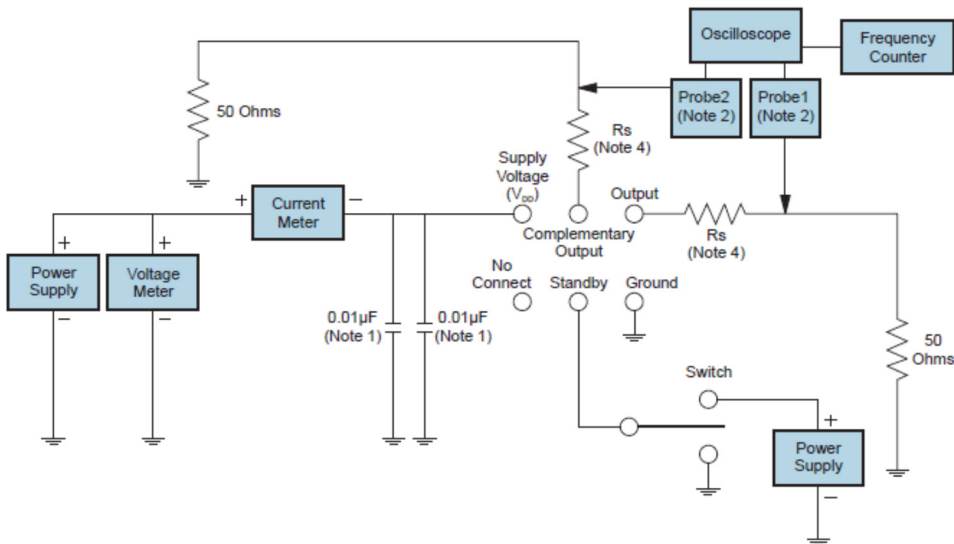 Oscilloscope
Frequency
Counter
Probe2
(Note 2)
Probe1
(Note 2)
50 Ohms
Rs
(Note 4)
Supply
Voltage
(VDD)
Output
+
Current
Meter
−
Complementary
Output
Rs
(Note 4)
+
Power
Supply
−
+
Voltage
Meter
−
No
Connect
Standby
Ground
0.01µF
(Note 1)
0.01µF
(Note 1)
50
Ohms
Switch
+
Power
Supply
−